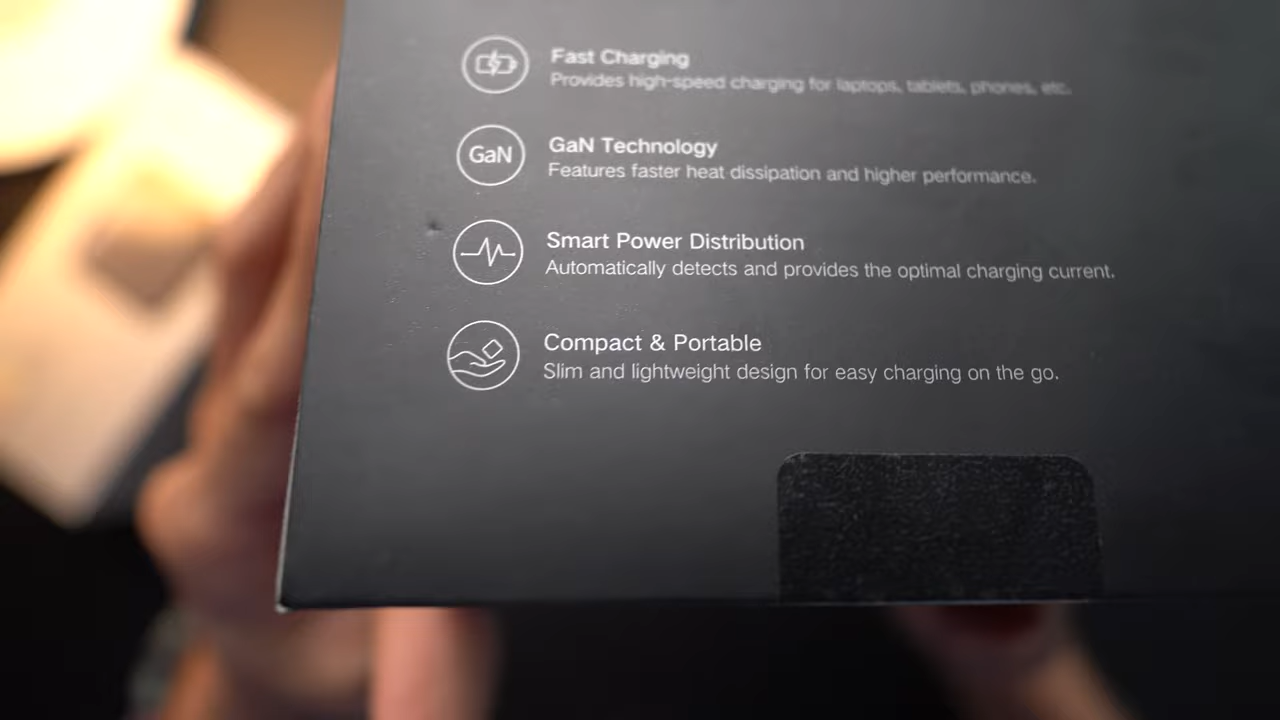 Fast Charging
Provides high-speed charging for laptops, tablets, phones, etc.
GaN
GaN Technology
Features faster heat dissipation and higher performance.
Smart Power Distribution
Automatically detects and provides the optimal charging current.
Compact & Portable
Slim and lightweight design for easy charging on the go.